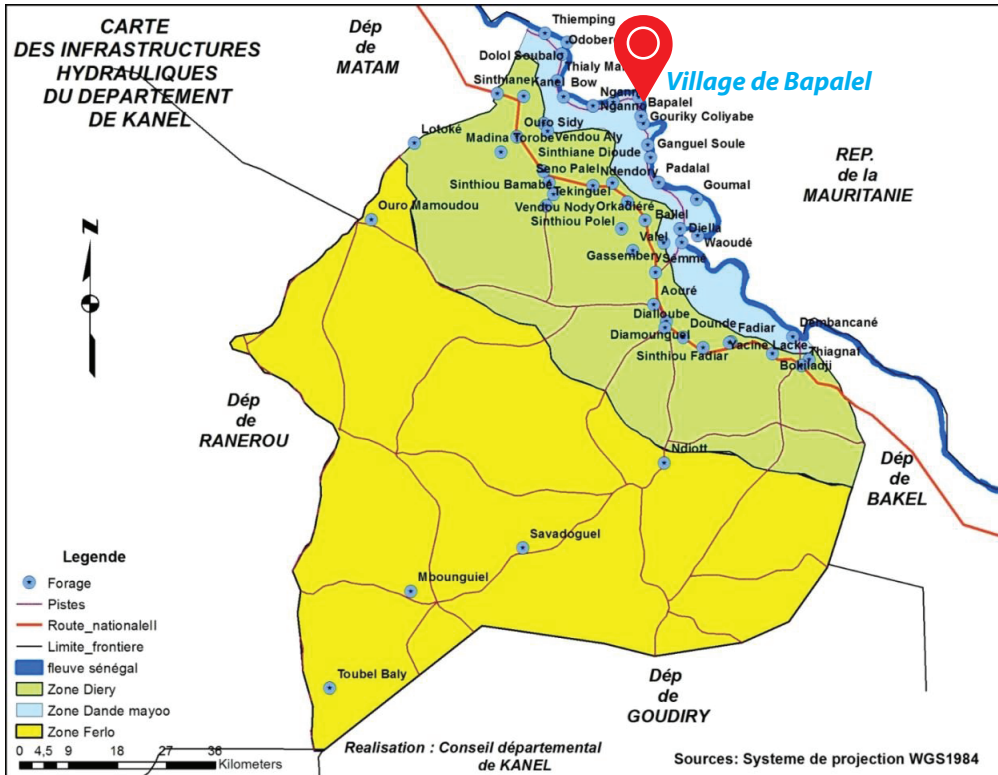 CARTE
DES INFRASTRUCTURES
HYDRAULIQUES
DU DEPARTEMENT
DE KANEL
Dép
de
MATAM
Thiemping
Odobere
Dolol Soubalo
Thialy
Sinthiane
Kanel
Bow
Nganno
Village de Bapalel
Bapalel
Gouriky Coliyabe
Ouro Sidy
Lotoké
Madina Torobe
Vendou Aly
Ganguel Soule
Sinthiane Dioude
REP.
de la
MAURITANIE
Seno Palel
Ndendory
Padalal
Sinthiou Bamabé
Tekinguel
Goumal
Ouro Mamoudou
Vendou Nody
Orkadiéré
Sinthiou Polel
Ballel
Diella
Valel
Waoudé
Gassembery
Semmé
N
Aouré
Dialloube
Diamounguel
Dounde
Fadiar
Dembancané
Yacine Lacke
Thiagnaf
Sinthiou Fadiar
Bokiladji
Dép
de
RANEROU
Ndiott
Dép
de
BAKEL
Savadoguel
Mbounguiel
Toubel Baly
Dép
de
GOUDIRY
Legende
Forage
Pistes
Route_nationaleII
Limite_frontiere
fleuve sénégal
Zone Diery
Zone Dande mayoo
Zone Ferlo
0 4,5 9 18 27 36
Kilometers
Realisation : Conseil départemental
de KANEL
Sources: Systeme de projection WGS1984